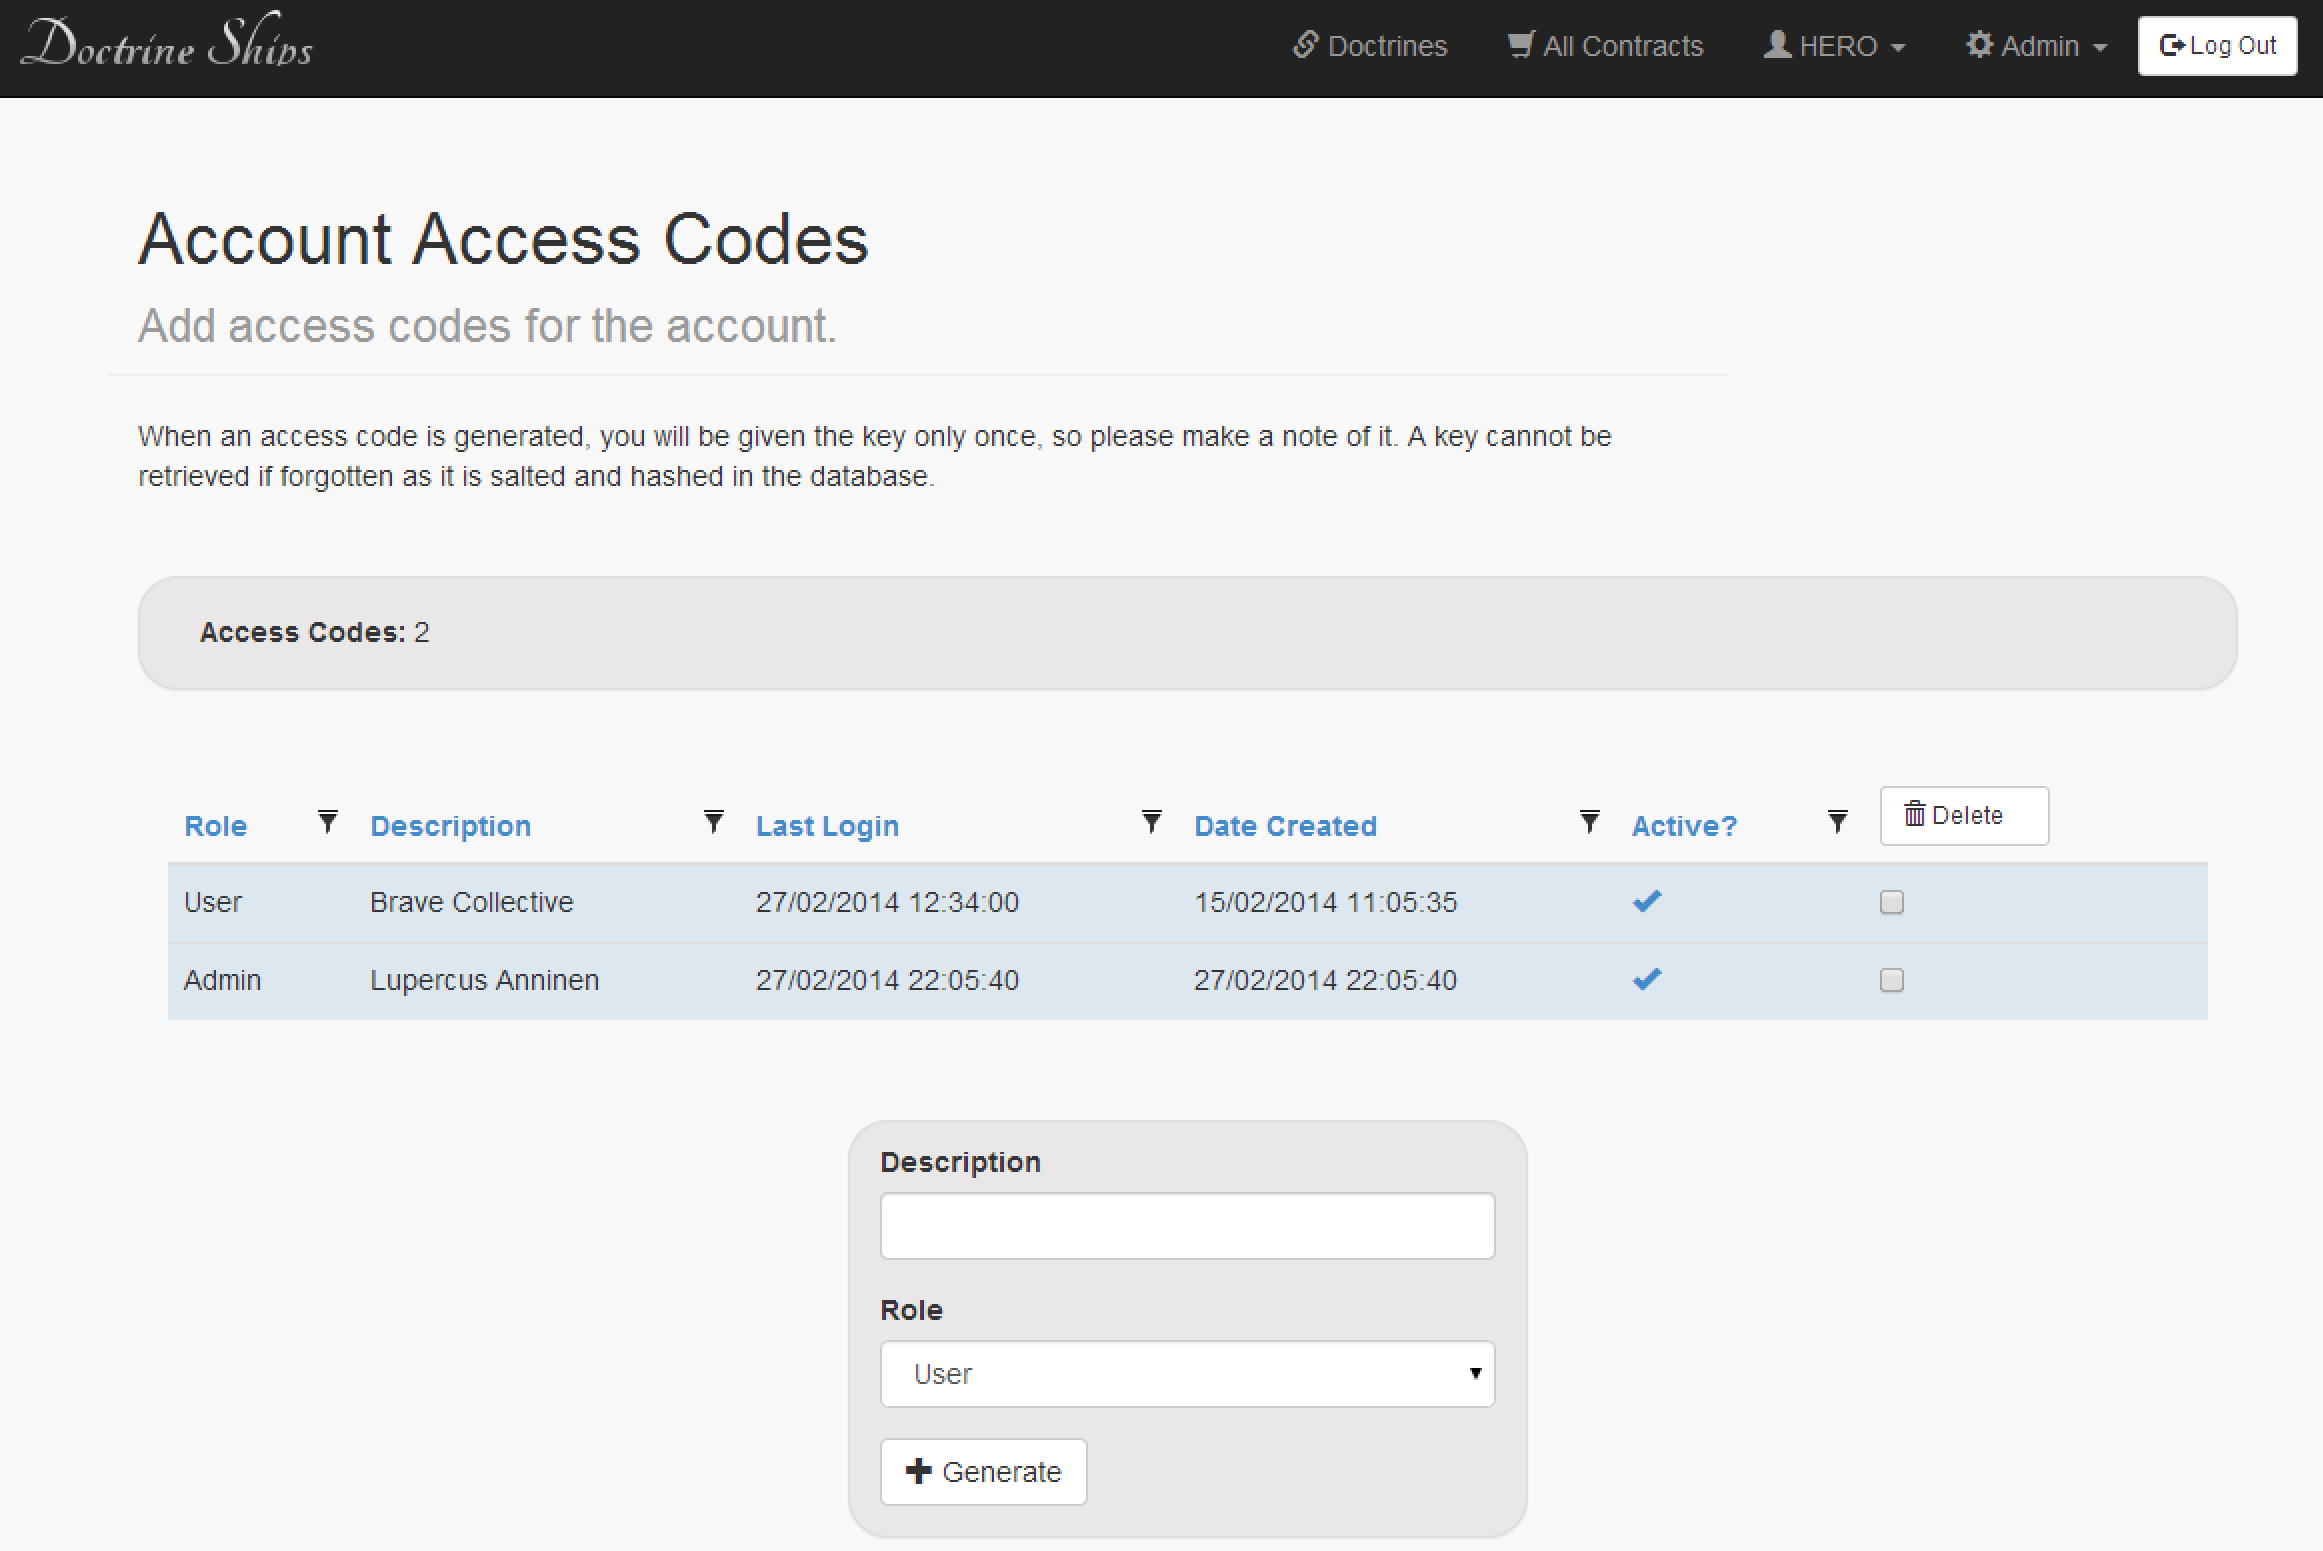 Doctrine Ships
Doctrines All Contracts HERO Admin Log Out
Account Access Codes
Add access codes for the account.
When an access code is generated, you will be given the key only once, so please make a note of it. A key cannot be
retrieved if forgotten as it is salted and hashed in the database.
Access Codes: 2
Role Description Last Login Date Created Active? Delete
User Brave Collective 27/02/2014 12:34:00 15/02/2014 11:05:35
Admin Lupercus Anninen 27/02/2014 22:05:40 27/02/2014 22:05:40
Description
Role
User
Generate